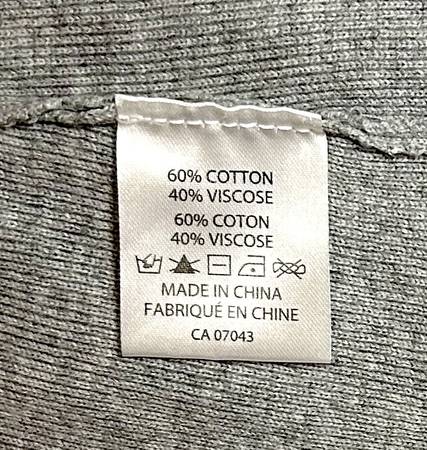 60% COTTON
40% VISCOSE
60% COTON
40% VISCOSE
MADE IN CHINA
FABRIQUÉ EN CHINE
CA 07043